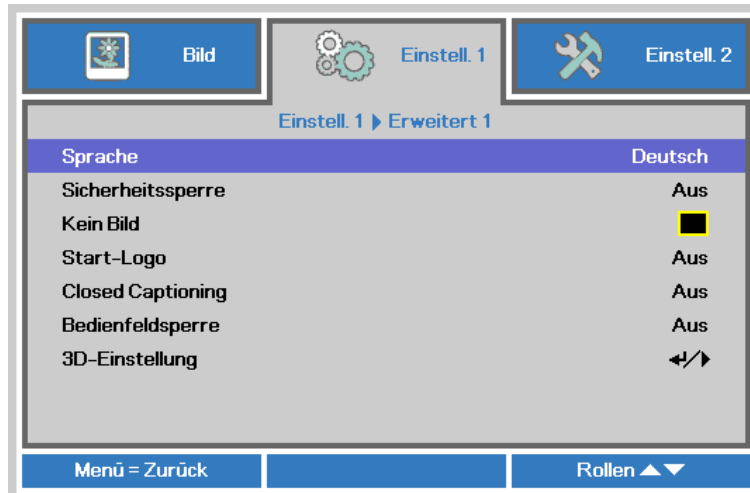 Bild
Einstell. 1
Einstell. 2
Einstell. 1 ▶ Erweitert 1
Sprache Deutsch
Sicherheitssperre Aus
Kein Bild
Start-Logo Aus
Closed Captioning Aus
Bedienfeldsperre Aus
3D-Einstellung ↵/▶
Menü = Zurück
Rollen ▲▼